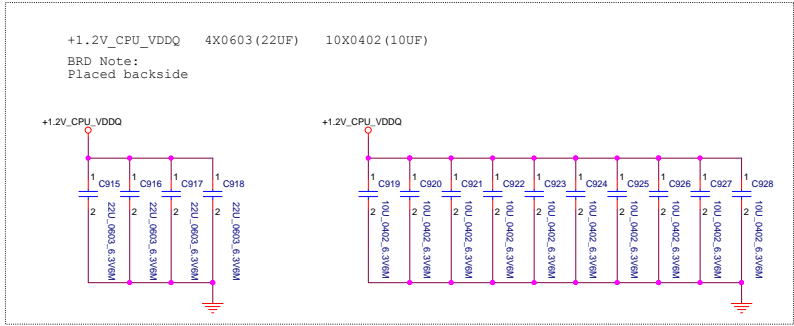 +1.2V_CPU_VDDQ 4X0603(22UF) 10X0402(10UF)
BRD Note:
Placed backside
+1.2V_CPU_VDDQ +1.2V_CPU_VDDQ
1 1 1 1 1 1 1 1 1 1 1 1 1 1
C915 C916 C917 C918 C919 C920 C921 C922 C923 C924 C925 C926 C927 C928
2 2 2 2 2 2 2 2 2 2 2 2 2 2
22U_0603_6.3V6M
22U_0603_6.3V6M
22U_0603_6.3V6M
22U_0603_6.3V6M
10U_0402_6.3V6M
10U_0402_6.3V6M
10U_0402_6.3V6M
10U_0402_6.3V6M
10U_0402_6.3V6M
10U_0402_6.3V6M
10U_0402_6.3V6M
10U_0402_6.3V6M
10U_0402_6.3V6M
10U_0402_6.3V6M